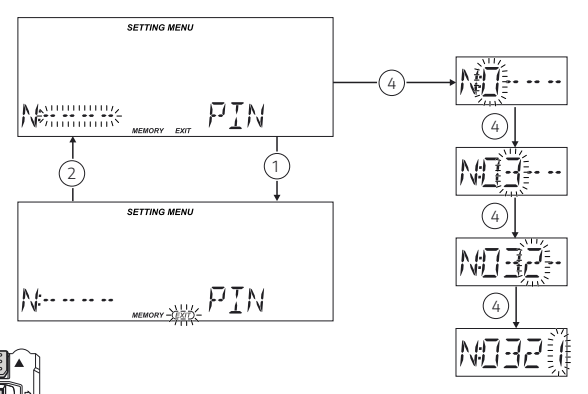 SETTING MENU
N:---- PIN
MEMORY EXIT
4
N:0---
4
2
1
N:03--
SETTING MENU
4
N:032-
N:---- PIN
MEMORY EXIT
4
N:0321